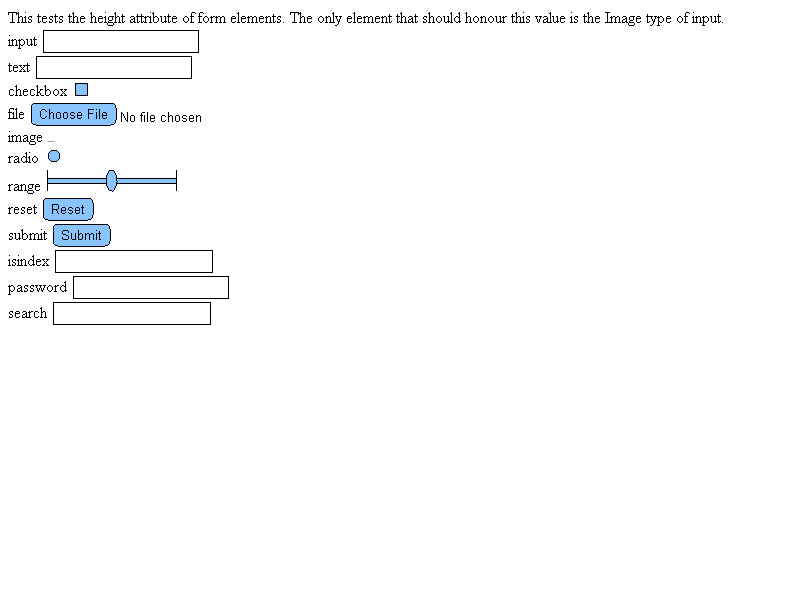 This tests the height attribute of form elements. The only element that should honour this value is the Image type of input.
input
text
checkbox
file Choose File No file chosen
image
radio
range
reset Reset
submit Submit
isindex
password
search